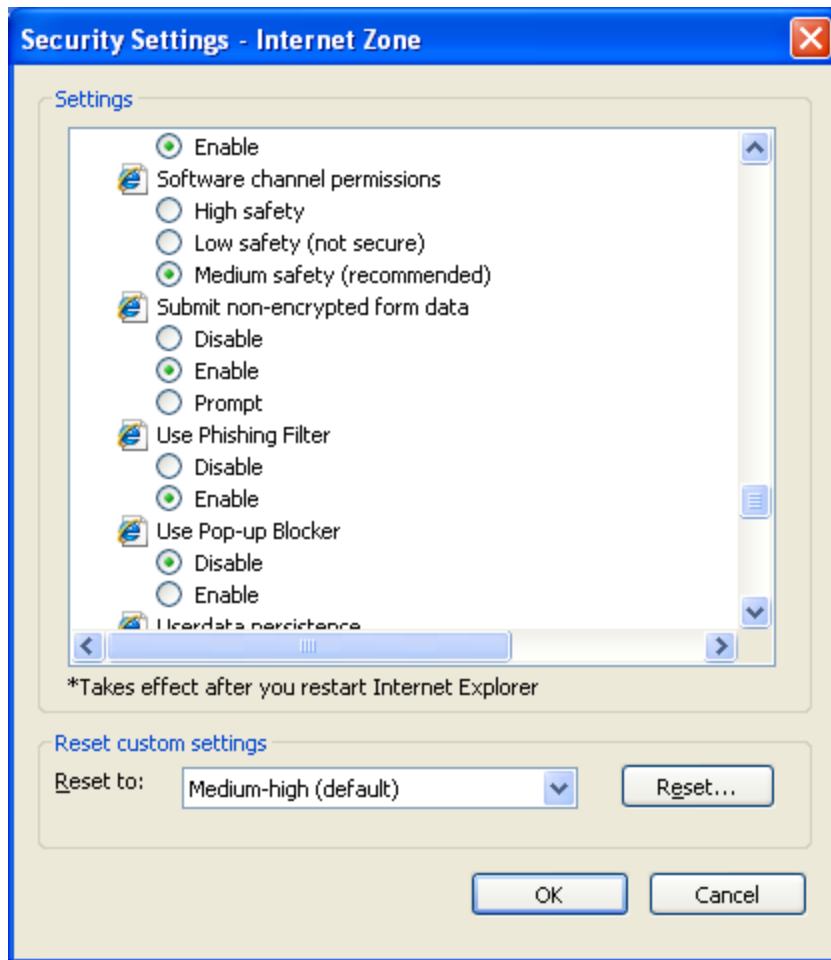 Security Settings - Internet Zone
Settings
Enable
Software channel permissions
High safety
Low safety (not secure)
Medium safety (recommended)
Submit non-encrypted form data
Disable
Enable
Prompt
Use Phishing Filter
Disable
Enable
Use Pop-up Blocker
Disable
Enable
Userdata persistence
*Takes effect after you restart Internet Explorer
Reset custom settings
Reset to: Medium-high (default) Reset...
OK Cancel